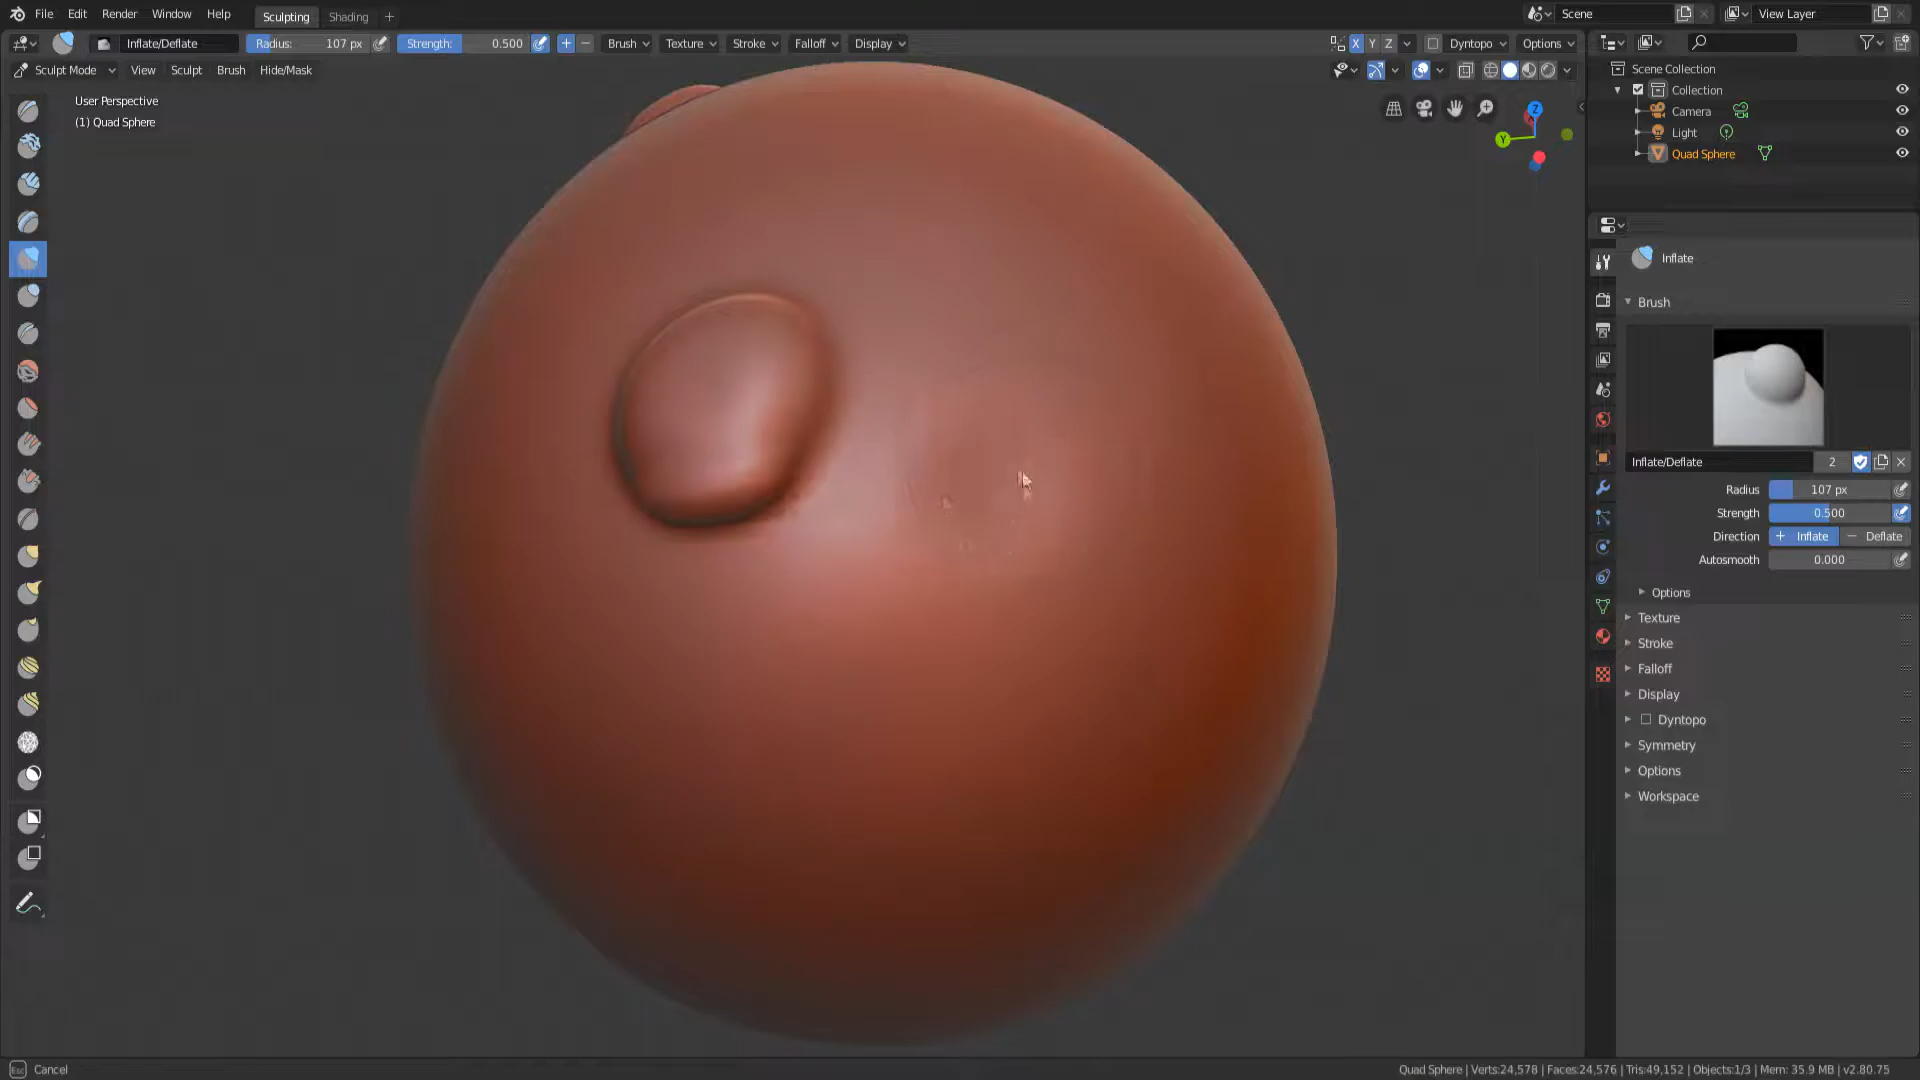 File Edit Render Window Help Sculpting Shading + Scene View Layer
Inflate/Deflate Radius: 107 px Strength: 0.500 + − Brush Texture Stroke Falloff Display X Y Z Dyntopo Options
Sculpt Mode View Sculpt Brush Hide/Mask
User Perspective
(1) Quad Sphere
Z
Y
Scene Collection
Collection
Camera
Light
Quad Sphere
Inflate
Brush
Inflate/Deflate 2
Radius 107 px
Strength 0.500
Direction + Inflate − Deflate
Autosmooth 0.000
Options
Texture
Stroke
Falloff
Display
Dyntopo
Symmetry
Options
Workspace
Esc Cancel
Quad Sphere | Verts:24,578 | Faces:24,576 | Tris:49,152 | Objects:1/3 | Mem: 35.9 MB | v2.80.75